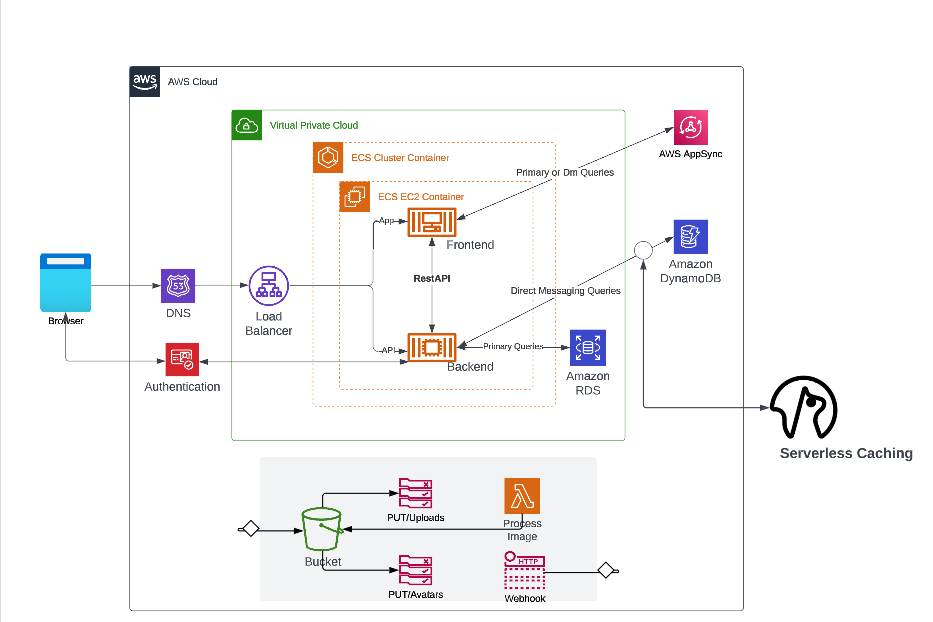 aws
AWS Cloud
Virtual Private Cloud
ECS Cluster Container
AWS AppSync
Primary or Dm Queries
ECS EC2 Container
App
Frontend
Amazon
DynamoDB
RestAPI
53
Direct Messaging Queries
DNS
Load
Balancer
Browser
API
Primary Queries
Backend
Authentication
Amazon
RDS
Serverless Caching
PUT/Uploads
Process
Image
Bucket
HTTP
PUT/Avatars
Webhook